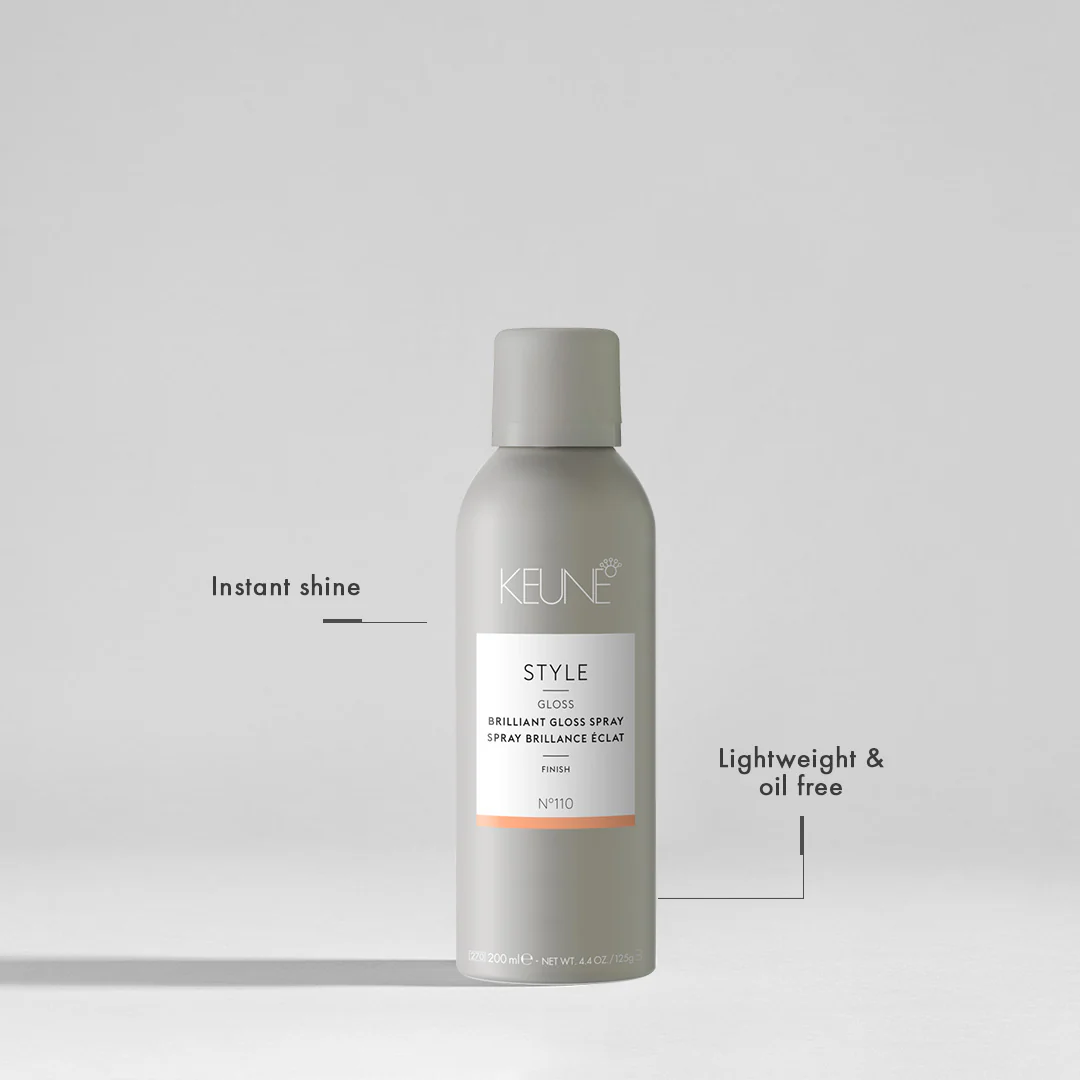 Instant shine
KEUNE
STYLE
GLOSS
BRILLIANT GLOSS SPRAY
SPRAY BRILLANCE ÉCLAT
FINISH
N°110
Lightweight &
oil free
200 ml℮ - NET WT. 4.4 OZ. / 125g